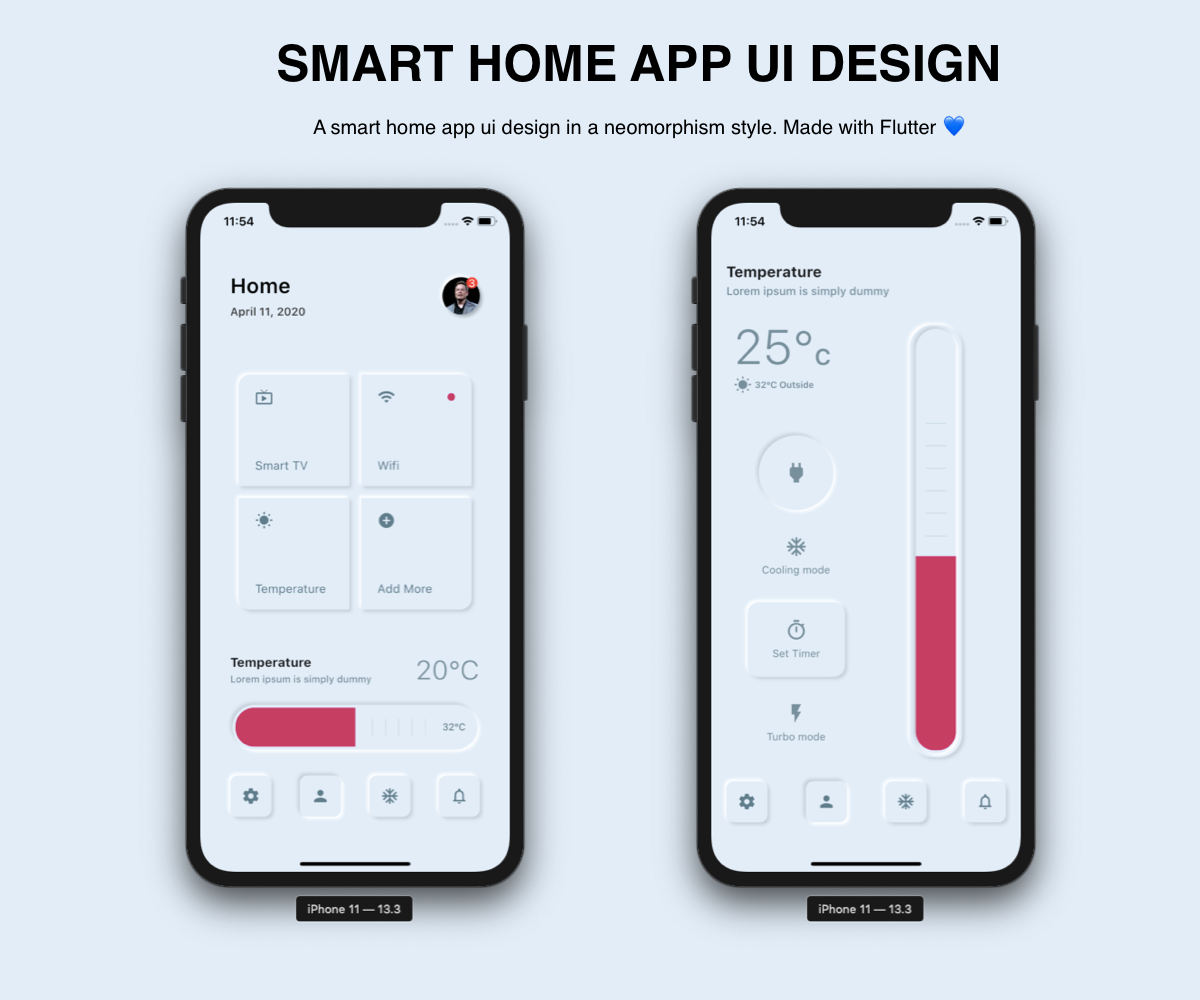 SMART HOME APP UI DESIGN
A smart home app ui design in a neomorphism style. Made with Flutter 💙
11:54
Home
3
April 11, 2020
Smart TV
Wifi
Temperature
Add More
Temperature
20°C
Lorem ipsum is simply dummy
32°C
iPhone 11 — 13.3
11:54
Temperature
Lorem ipsum is simply dummy
25°C
32°C Outside
Cooling mode
Set Timer
Turbo mode
iPhone 11 — 13.3